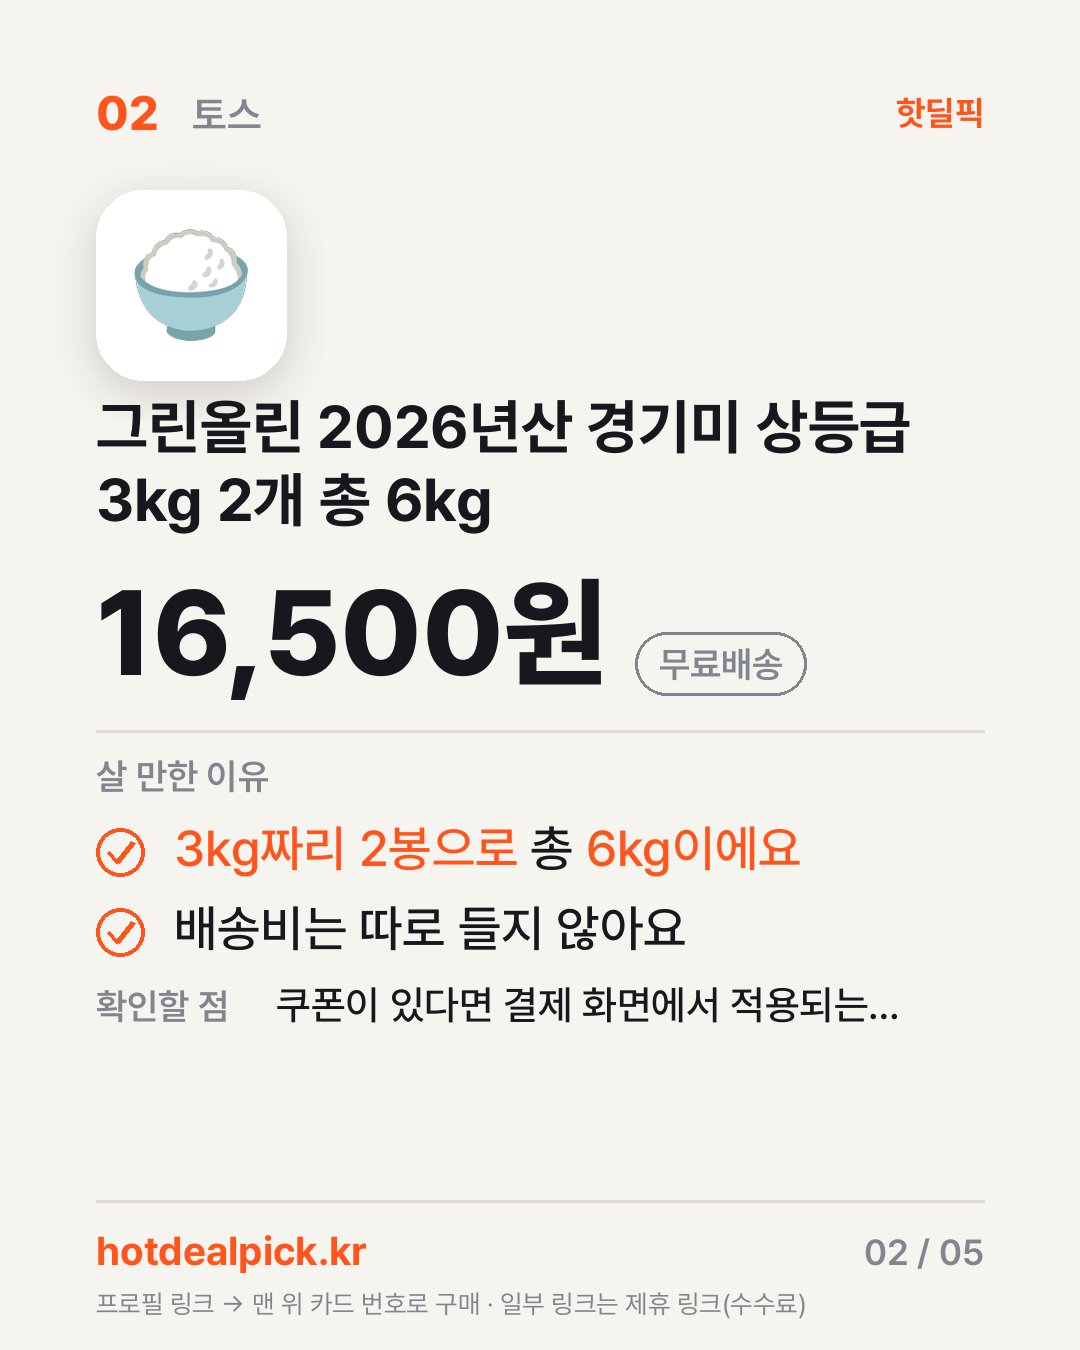 02 토스 핫딜픽
그린올린 2026년산 경기미 상등급
3kg 2개 총 6kg
16,500원 무료배송
살 만한 이유
3kg짜리 2봉으로 총 6kg이에요
배송비는 따로 들지 않아요
확인할 점 쿠폰이 있다면 결제 화면에서 적용되는...
hotdealpick.kr 02 / 05
프로필 링크 → 맨 위 카드 번호로 구매 · 일부 링크는 제휴 링크(수수료)